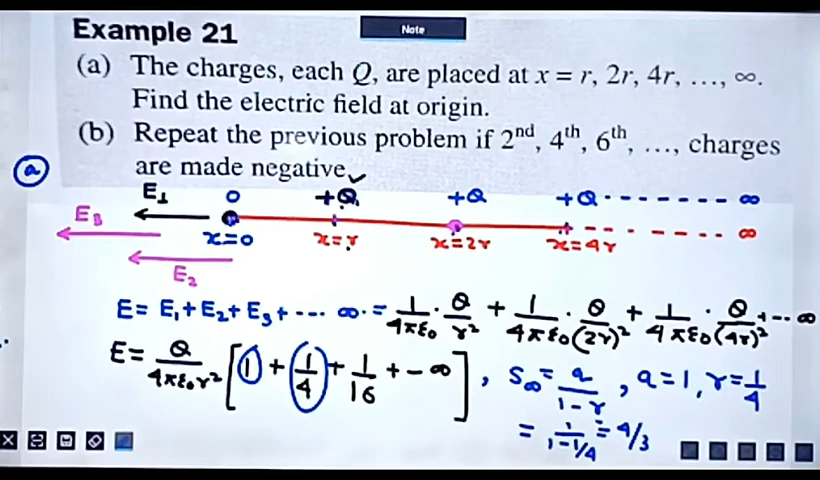 Example 21
Note
(a) The charges, each Q, are placed at x = r, 2r, 4r, ..., ∞.
Find the electric field at origin.
(b) Repeat the previous problem if 2nd, 4th, 6th, ..., charges
are made negative.
(a)
E₁ O +Q +Q +Q ------- ∞
E₃ x=0 x=r x=2r x=4r ------- ∞
E₂
E = E₁ + E₂ + E₃ + ---- ∞ = 1/4πε₀ · Q/r² + 1/4πε₀ · Q/(2r)² + 1/4πε₀ · Q/(4r)² + -- ∞
E = Q/4πε₀r² [1 + 1/4 + 1/16 + -- ∞], S∞ = a/1-r, a=1, r=1/4
= 1/1-1/4 = 4/3